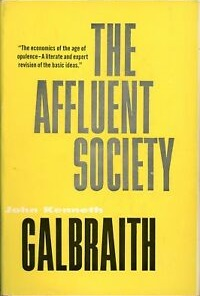 THE
"The economics of the age of
opulence–A literate and expert
revision of the basic ideas."
AFFLUENT
SOCIETY
John Kenneth
GALBRAITH